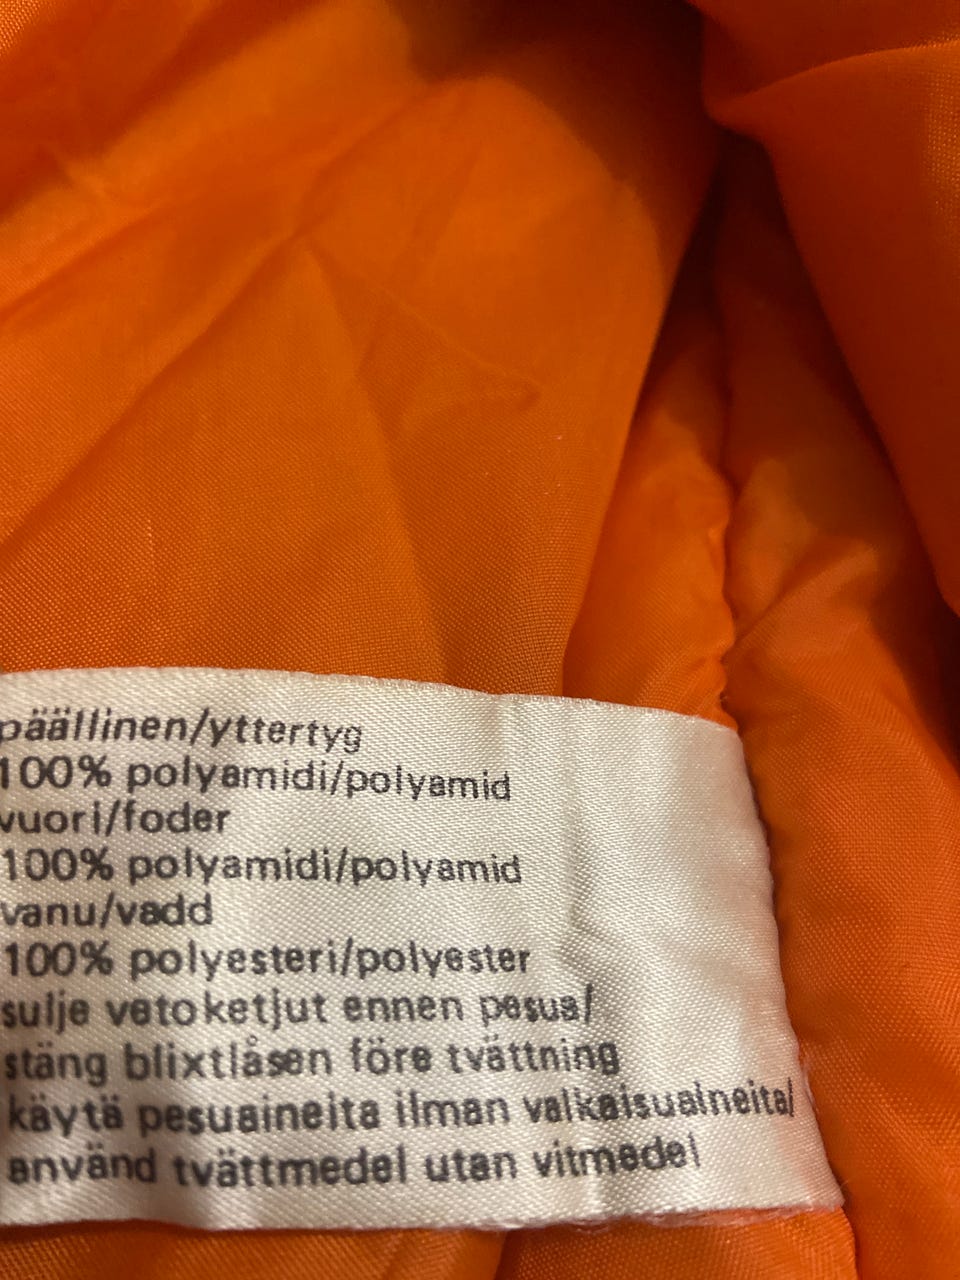 päällinen/yttertyg
100% polyamidi/polyamid
vuori/foder
100% polyamidi/polyamid
vanu/vadd
100% polyesteri/polyester
sulje vetoketjut ennen pesua/
stäng blixtlåsen före tvättning
käytä pesuaineita ilman valkaisuaineita/
använd tvättmedel utan vitmedel